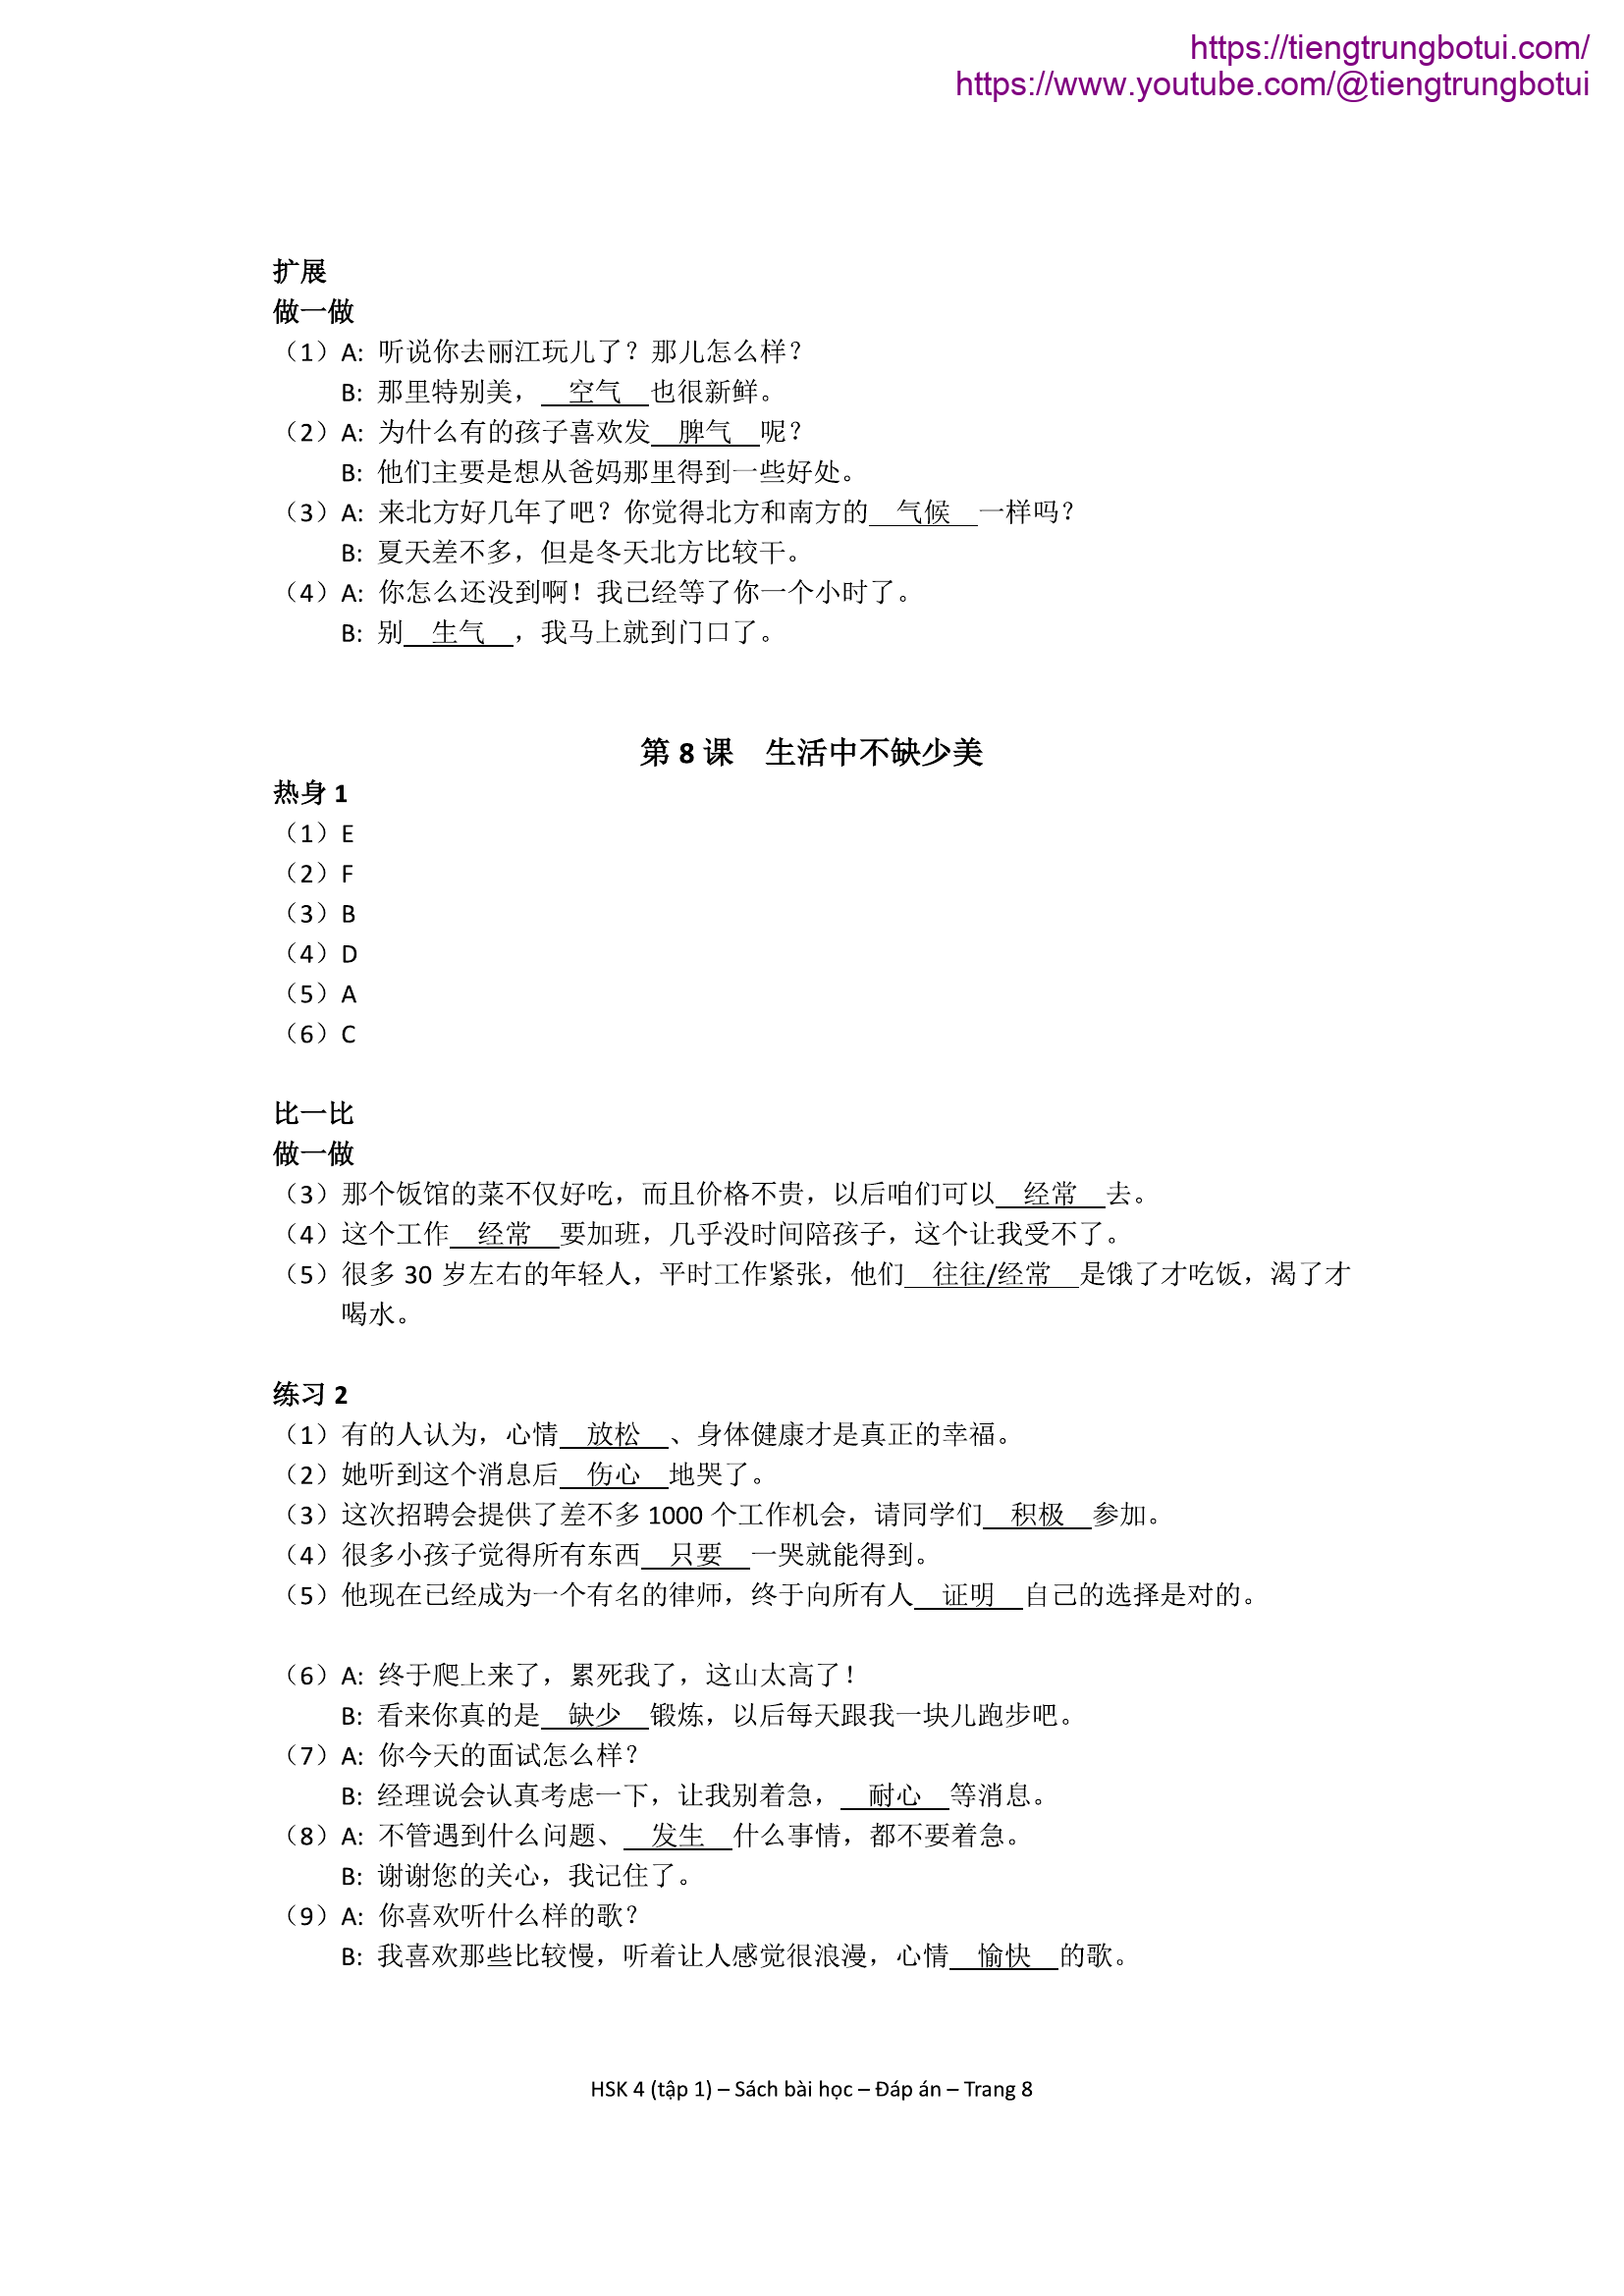 https://tiengtrungbotui.com/
https://www.youtube.com/@tiengtrungbotui
扩展
做一做
（1）A: 听说你去丽江玩儿了？那儿怎么样？
B: 那里特别美，__空气__也很新鲜。
（2）A: 为什么有的孩子喜欢发__脾气__呢？
B: 他们主要是想从爸妈那里得到一些好处。
（3）A: 来北方好几年了吧？你觉得北方和南方的__气候__一样吗？
B: 夏天差不多，但是冬天北方比较干。
（4）A: 你怎么还没到啊！我已经等了你一个小时了。
B: 别__生气__，我马上就到门口了。
第 8 课　生活中不缺少美
热身 1
（1）E
（2）F
（3）B
（4）D
（5）A
（6）C
比一比
做一做
（3）那个饭馆的菜不仅好吃，而且价格不贵，以后咱们可以__经常__去。
（4）这个工作__经常__要加班，几乎没时间陪孩子，这个让我受不了。
（5）很多 30 岁左右的年轻人，平时工作紧张，他们__往往/经常__是饿了才吃饭，渴了才
喝水。
练习 2
（1）有的人认为，心情__放松__、身体健康才是真正的幸福。
（2）她听到这个消息后__伤心__地哭了。
（3）这次招聘会提供了差不多 1000 个工作机会，请同学们__积极__参加。
（4）很多小孩子觉得所有东西__只要__一哭就能得到。
（5）他现在已经成为一个有名的律师，终于向所有人__证明__自己的选择是对的。
（6）A: 终于爬上来了，累死我了，这山太高了！
B: 看来你真的是__缺少__锻炼，以后每天跟我一块儿跑步吧。
（7）A: 你今天的面试怎么样？
B: 经理说会认真考虑一下，让我别着急，__耐心__等消息。
（8）A: 不管遇到什么问题、__发生__什么事情，都不要着急。
B: 谢谢您的关心，我记住了。
（9）A: 你喜欢听什么样的歌？
B: 我喜欢那些比较慢，听着让人感觉很浪漫，心情__愉快__的歌。
HSK 4 (tập 1) – Sách bài học – Đáp án – Trang 8